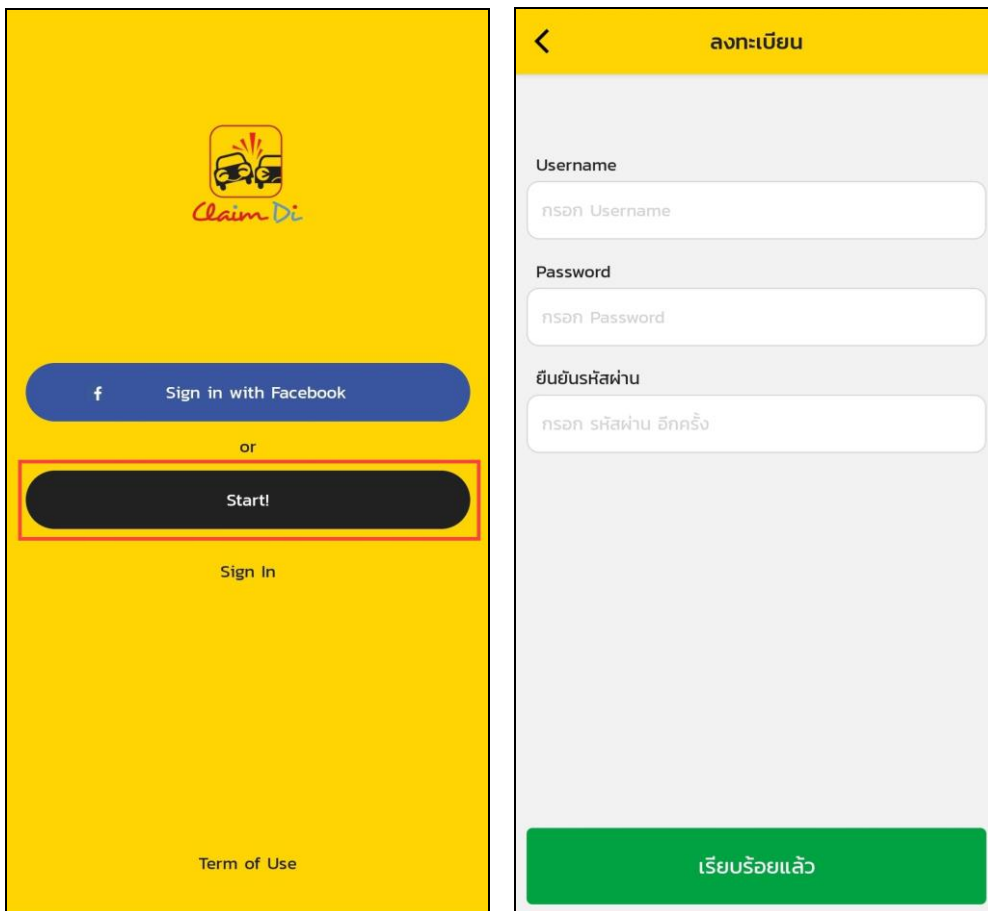 Claim Di
f Sign in with Facebook
or
Start!
Sign In
Term of Use
ลงทะเบียน
Username
กรอก Username
Password
กรอก Password
ยืนยันรหัสผ่าน
กรอก รหัสผ่าน อีกครั้ง
เรียบร้อยแล้ว